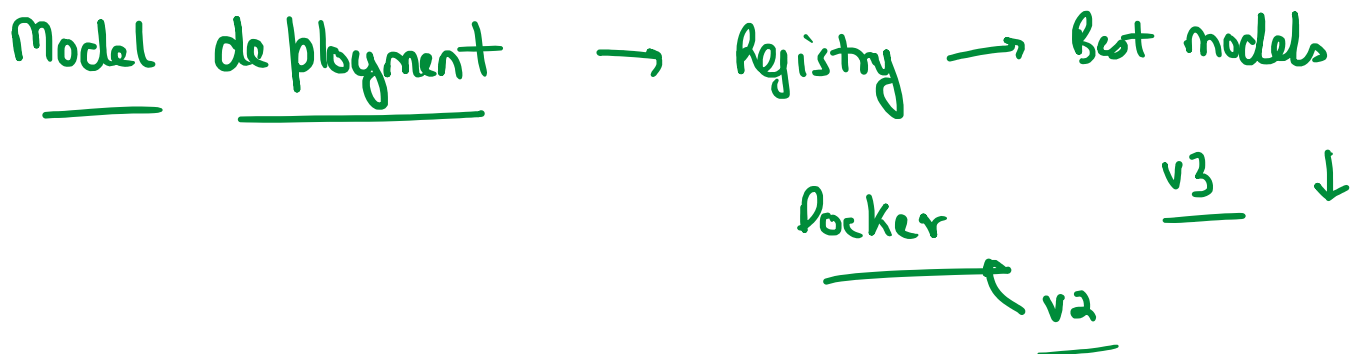 Model deployment → Registry → Best models
v3 ↓
Docker
v2